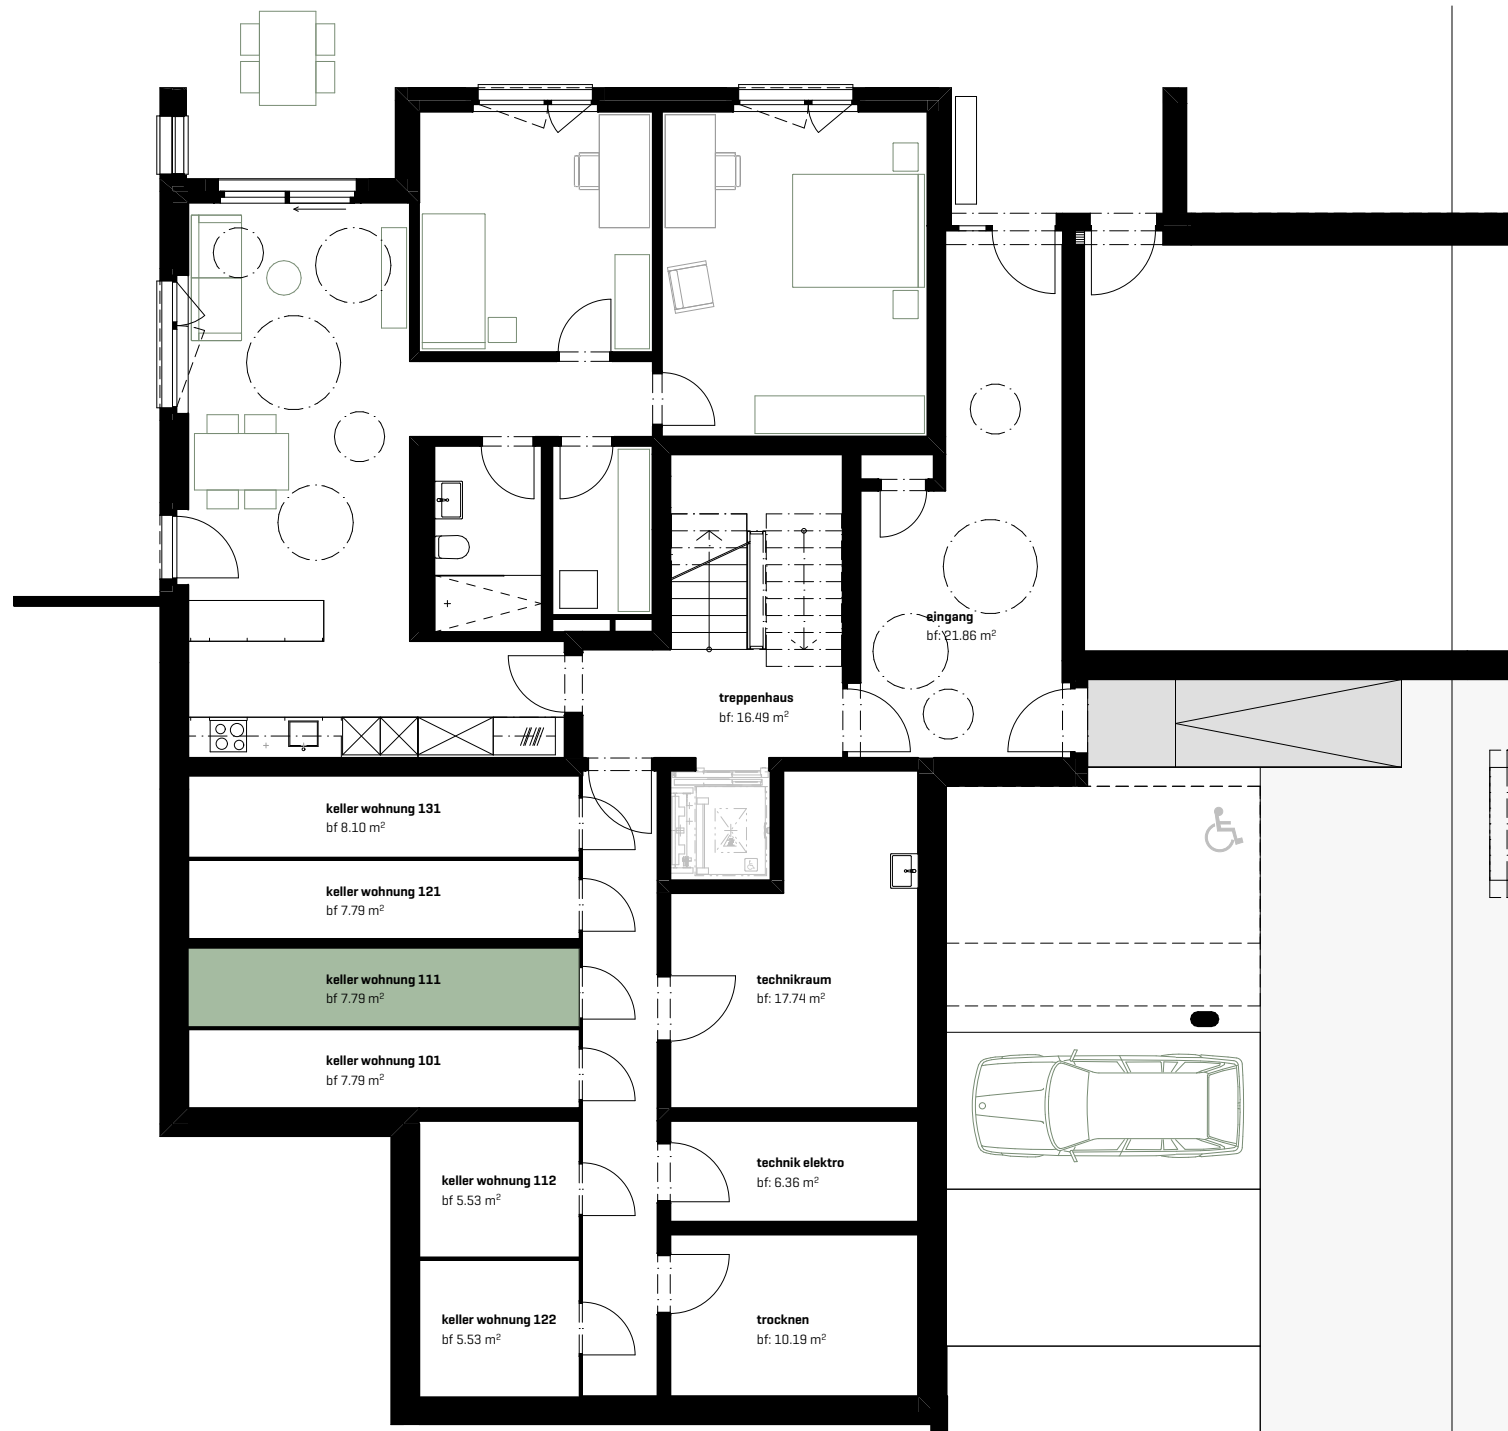 eingang
bf: 21.86 m²
treppenhaus
bf: 16.49 m²
keller wohnung 131
bf 8.10 m²
keller wohnung 121
bf 7.79 m²
keller wohnung 111
bf 7.79 m²
technikraum
bf: 17.74 m²
keller wohnung 101
bf 7.79 m²
technik elektro
bf: 6.36 m²
keller wohnung 112
bf 5.53 m²
keller wohnung 122
bf 5.53 m²
trocknen
bf: 10.19 m²